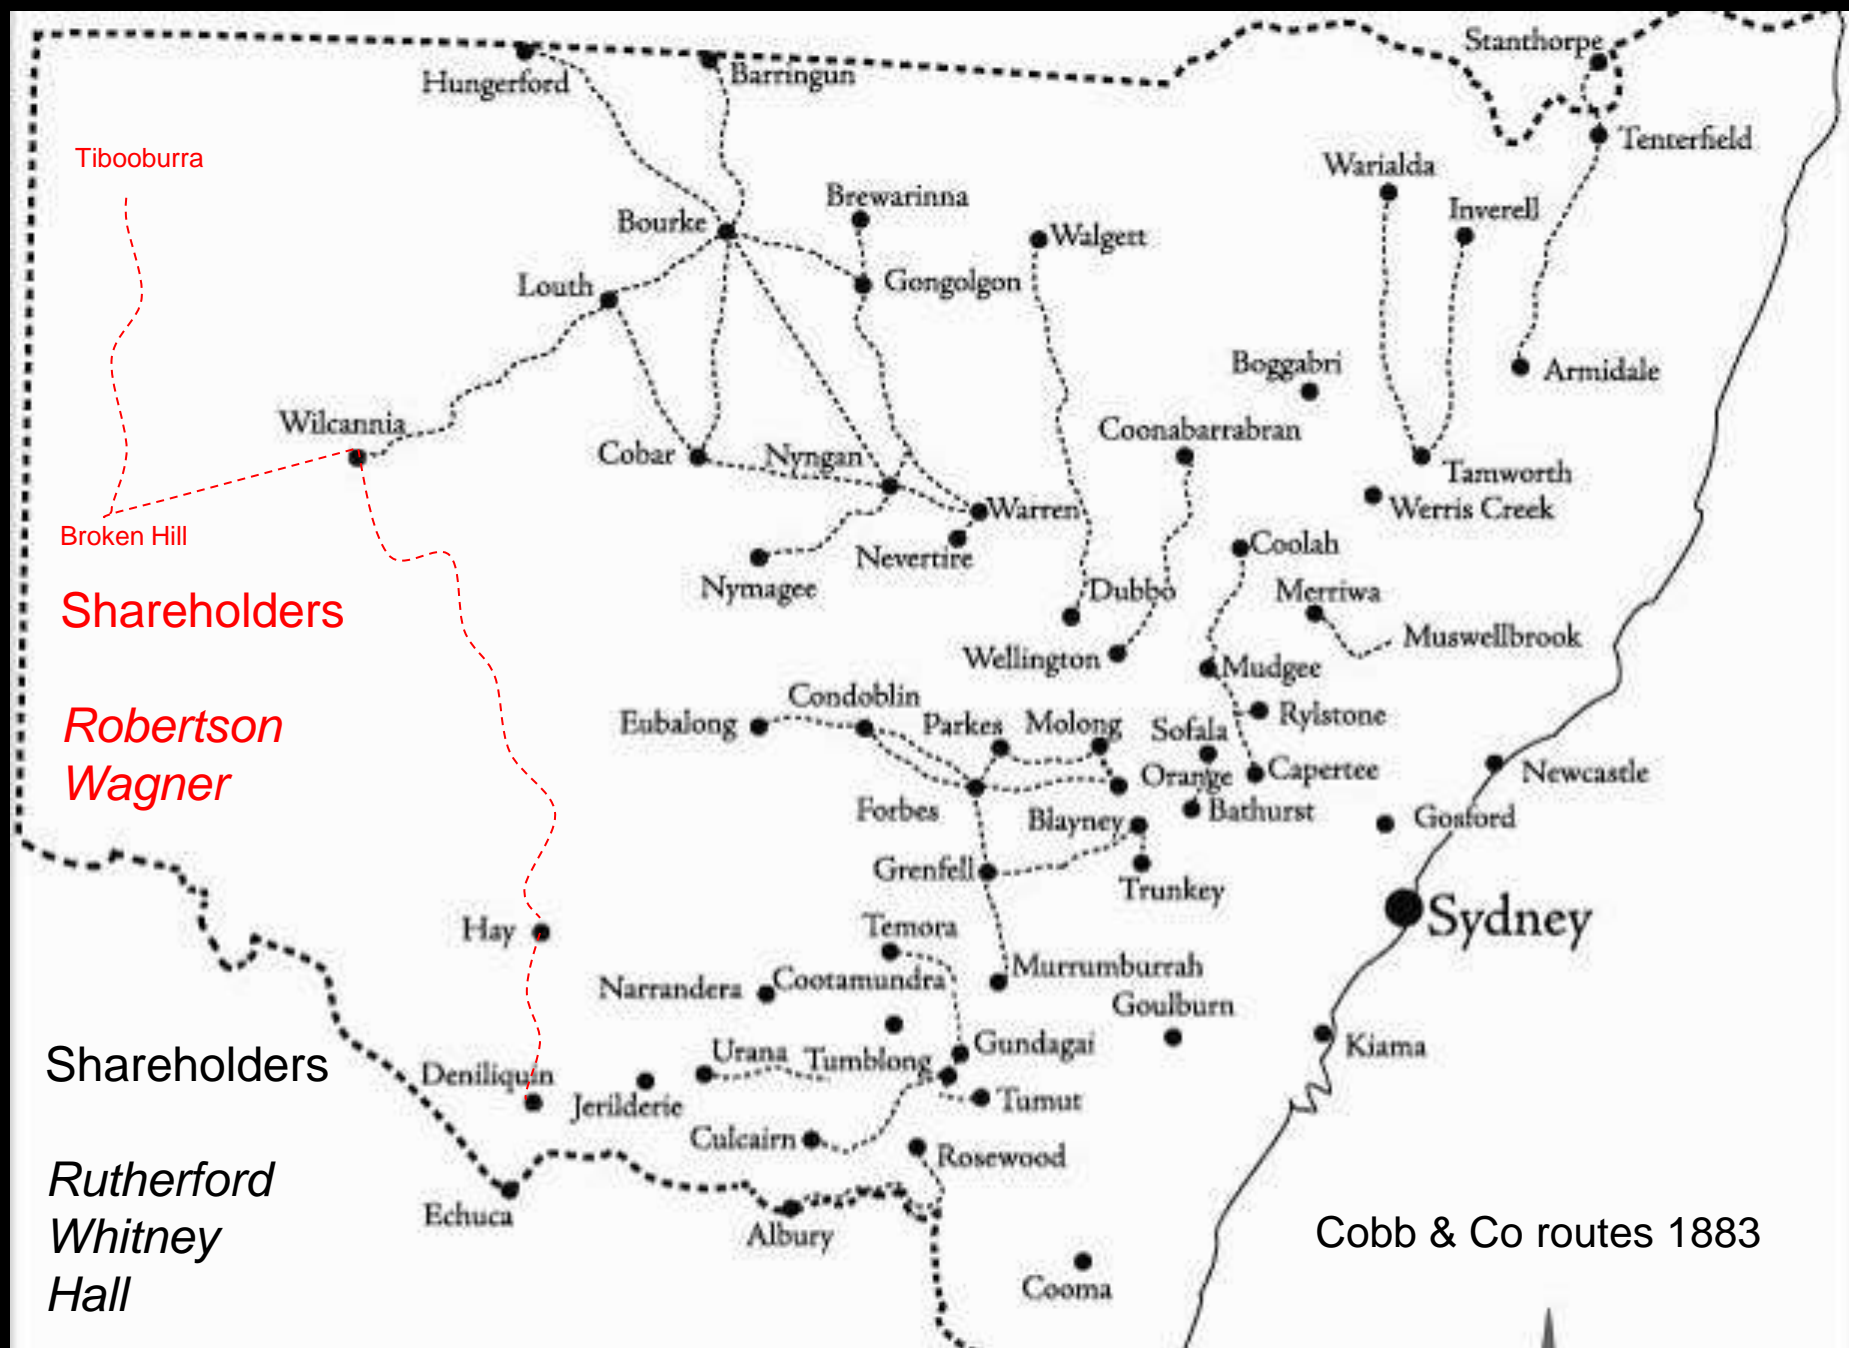 Stanthorpe
Hungerford
Barringun
Tenterfield
Tibooburra
Warialda
Brewarinna
Inverell
Bourke
Walgett
Louth
Gongolgon
Boggabri
Armidale
Wilcannia
Coonabarrabran
Cobar
Nyngan
Tamworth
Werris Creek
Warren
Broken Hill
Nevertire
Coolah
Nymagee
Dubbo
Merriwa
Shareholders
Muswellbrook
Wellington
Mudgee
Condoblin
Eubalong
Parkes
Molong
Sofala
Rylstone
Robertson
Wagner
Orange
Capertee
Newcastle
Forbes
Blayney
Bathurst
Gosford
Grenfell
Trunkey
Sydney
Hay
Temora
Murrumburrah
Narrandera
Cootamundra
Goulburn
Gundagai
Kiama
Shareholders
Deniliquin
Urana
Tumblong
Jerilderie
Tumut
Culcairn
Rosewood
Rutherford
Echuca
Albury
Whitney
Cobb & Co routes 1883
Hall
Cooma